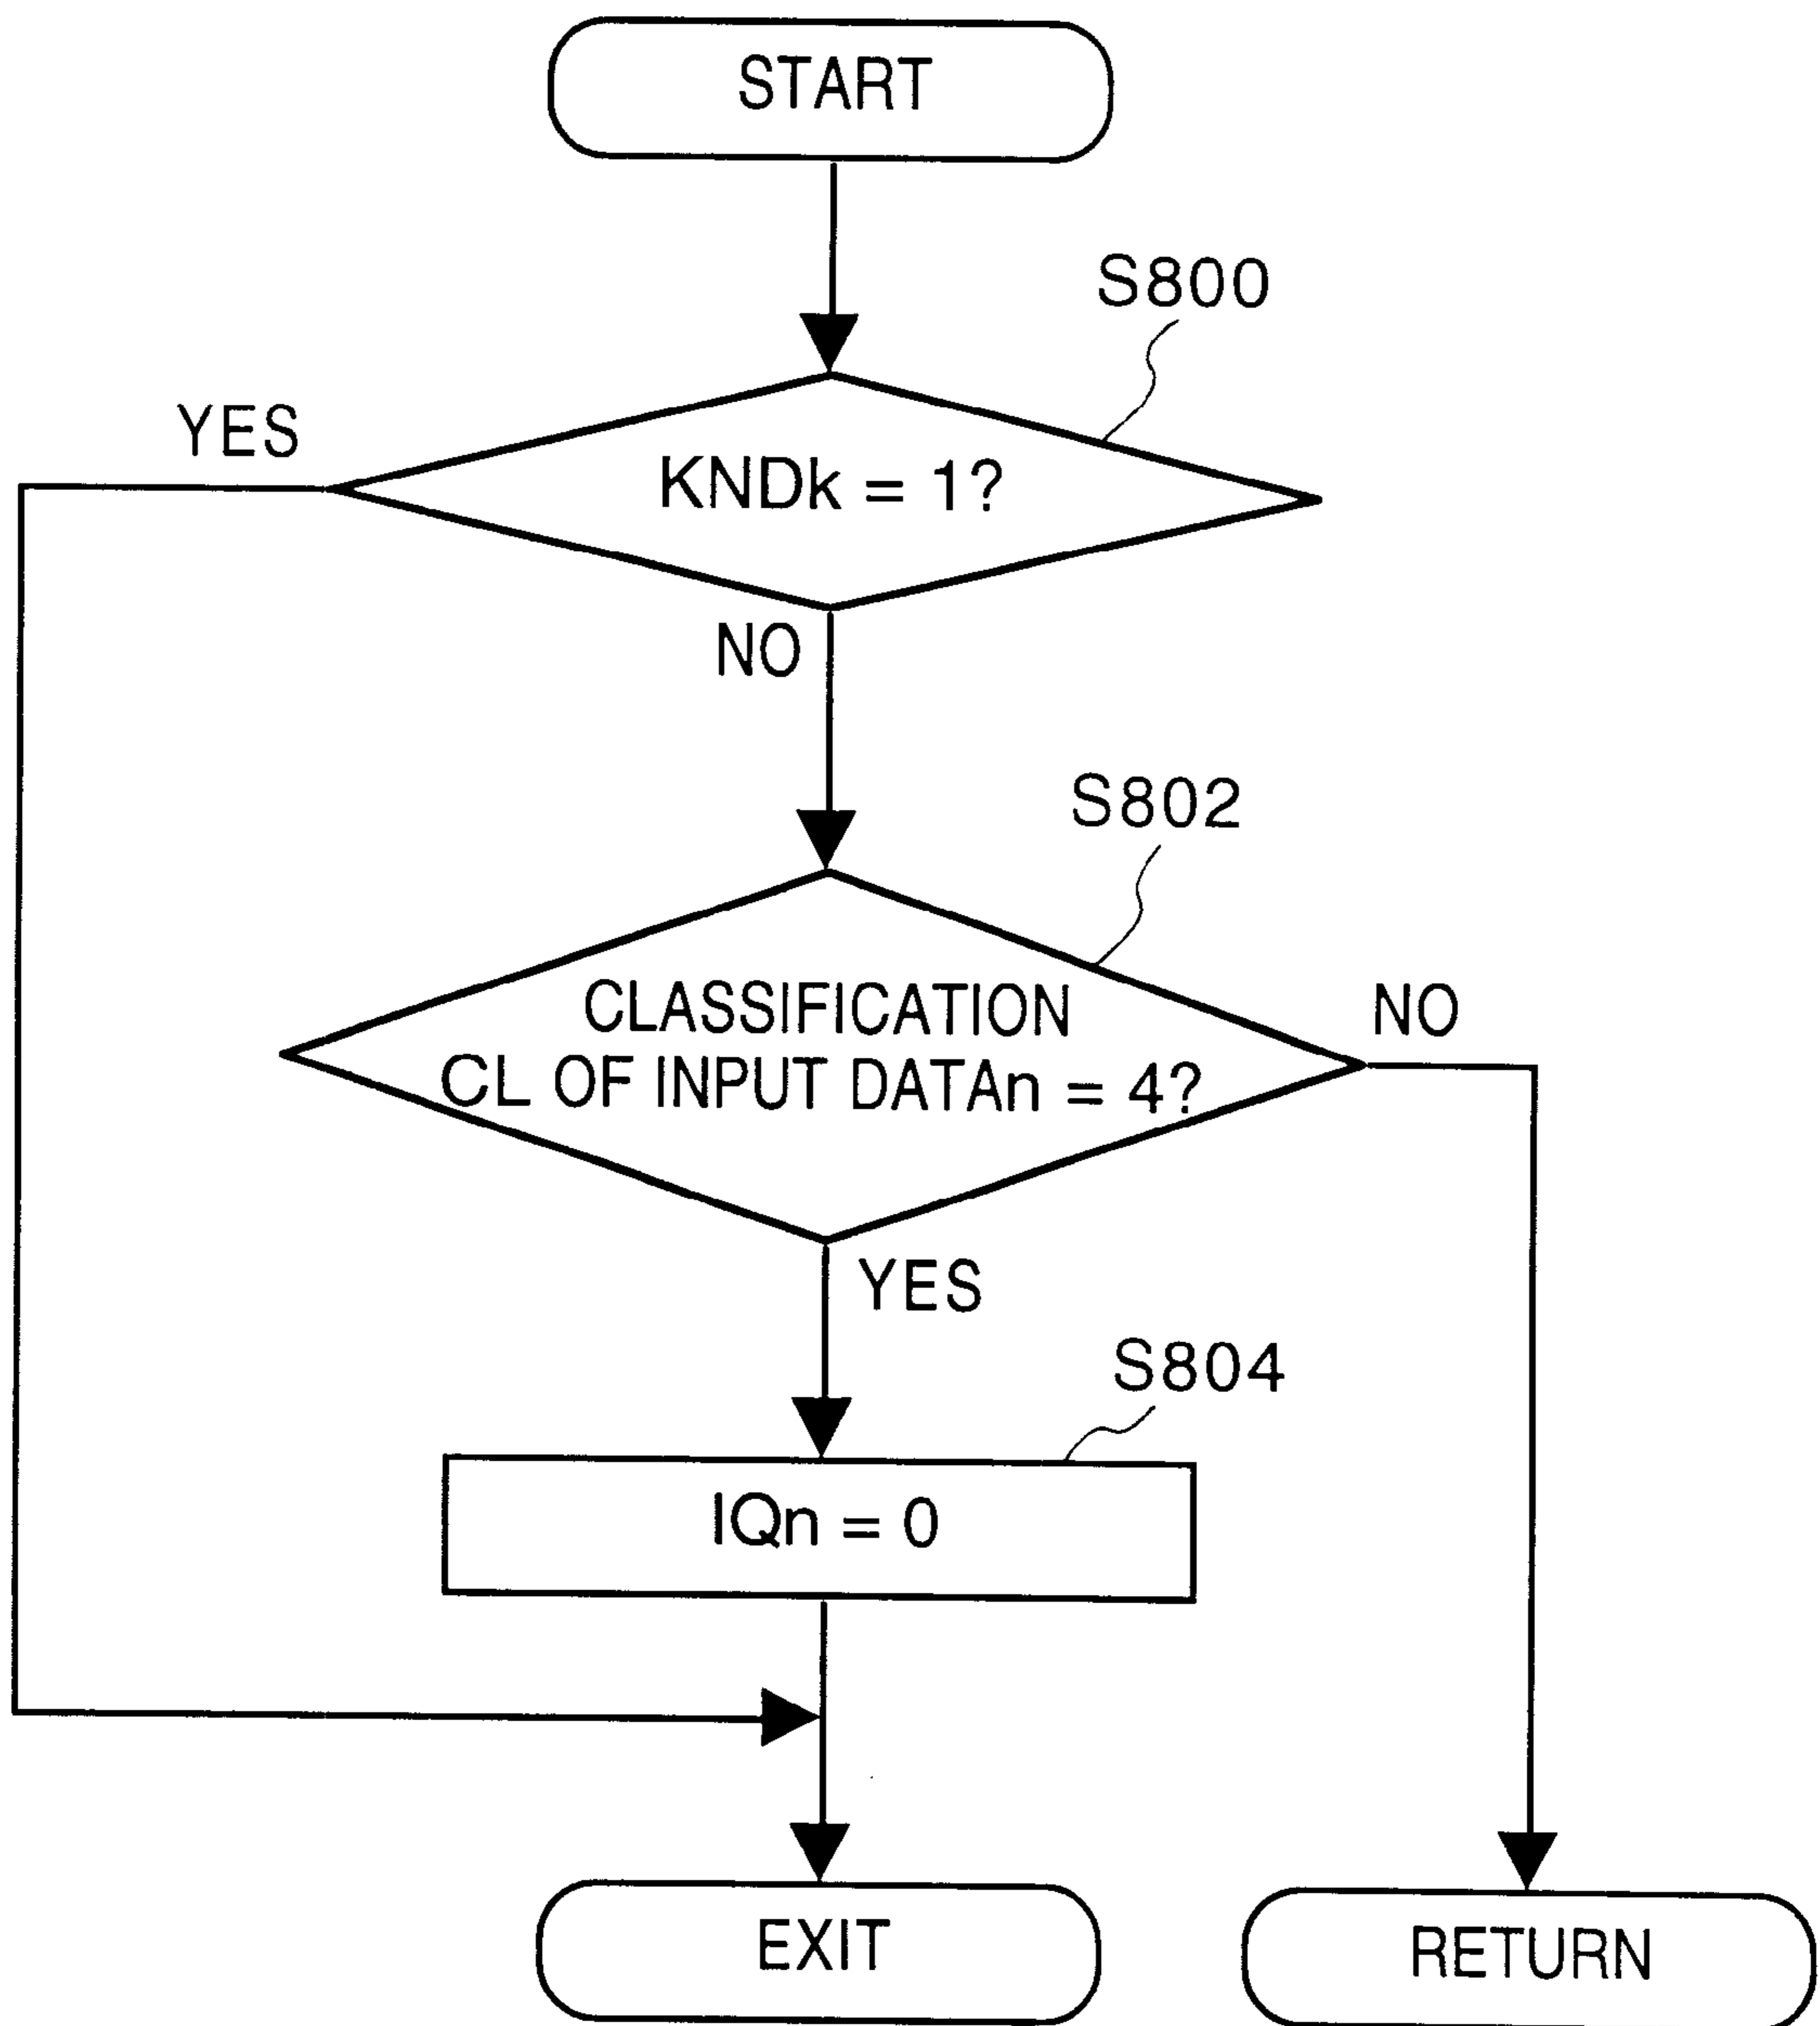 START
S800
YES
KNDk = 1?
NO
S802
CLASSIFICATION
CL OF INPUT DATAn = 4?
NO
YES
S804
IQn = 0
EXIT
RETURN